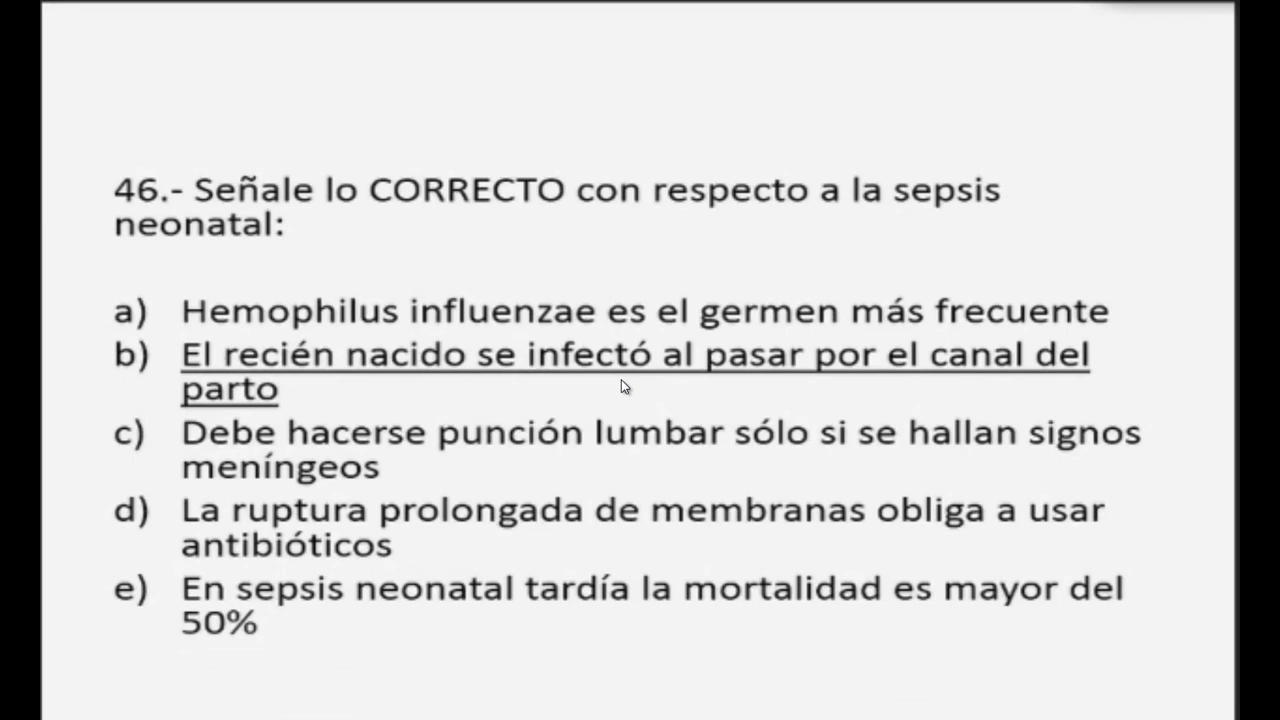 46.- Señale lo CORRECTO con respecto a la sepsis
neonatal:
a) Hemophilus influenzae es el germen más frecuente
b) El recién nacido se infectó al pasar por el canal del
parto
c) Debe hacerse punción lumbar sólo si se hallan signos
meníngeos
d) La ruptura prolongada de membranas obliga a usar
antibióticos
e) En sepsis neonatal tardía la mortalidad es mayor del
50%